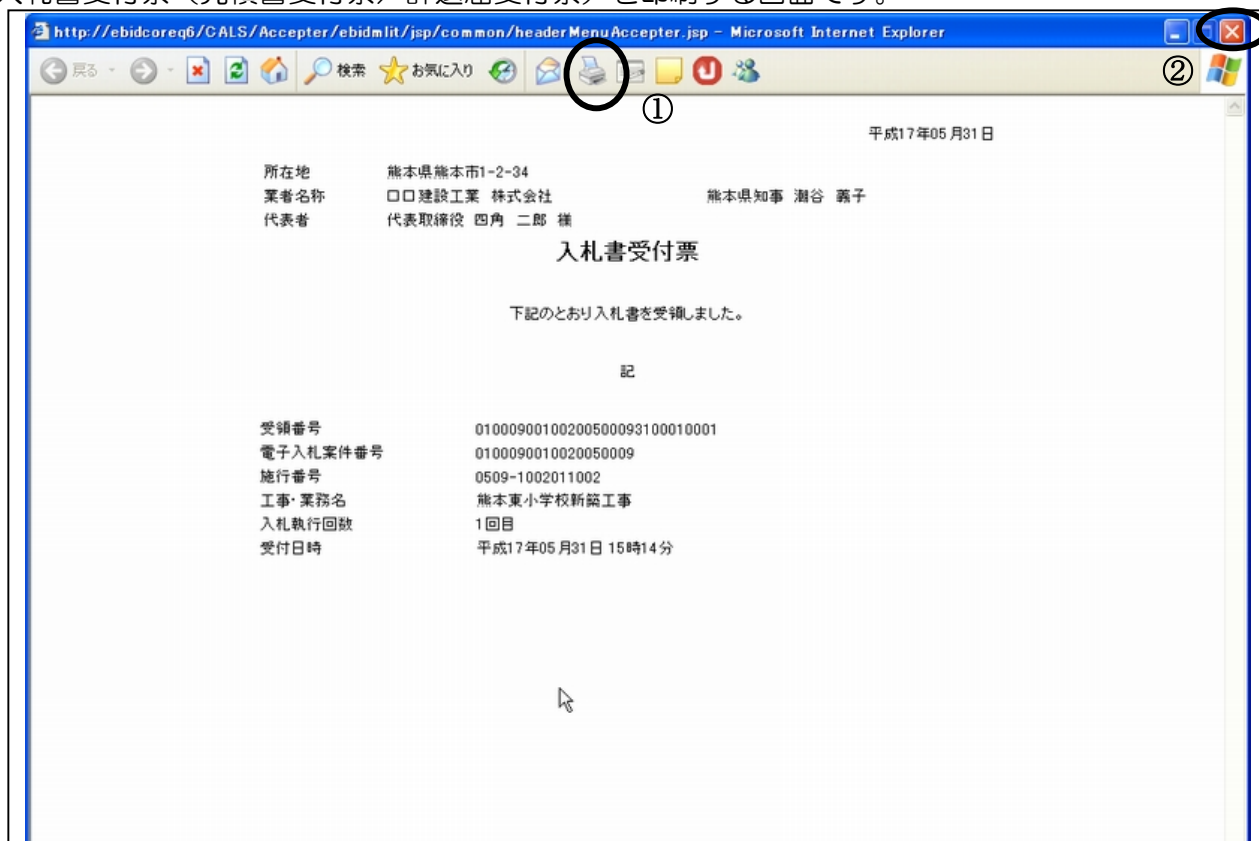 http://ebidcoreq6/CALS/Accepter/ebidmlit/jsp/common/headerMenuAccepter.jsp - Microsoft Internet Explorer
戻る 検索 お気に入り
① ②
平成17年05月31日
所在地 熊本県熊本市1-2-34
業者名称 ロロ建設工業 株式会社 熊本県知事 潮谷 義子
代表者 代表取締役 四角 二郎 様
入札書受付票
下記のとおり入札書を受領しました。
記
受領番号 01000900100200500093100010001
電子入札案件番号 0100090010020050009
施行番号 0509-1002011002
工事・業務名 熊本東小学校新築工事
入札執行回数 1回目
受付日時 平成17年05月31日 15時14分